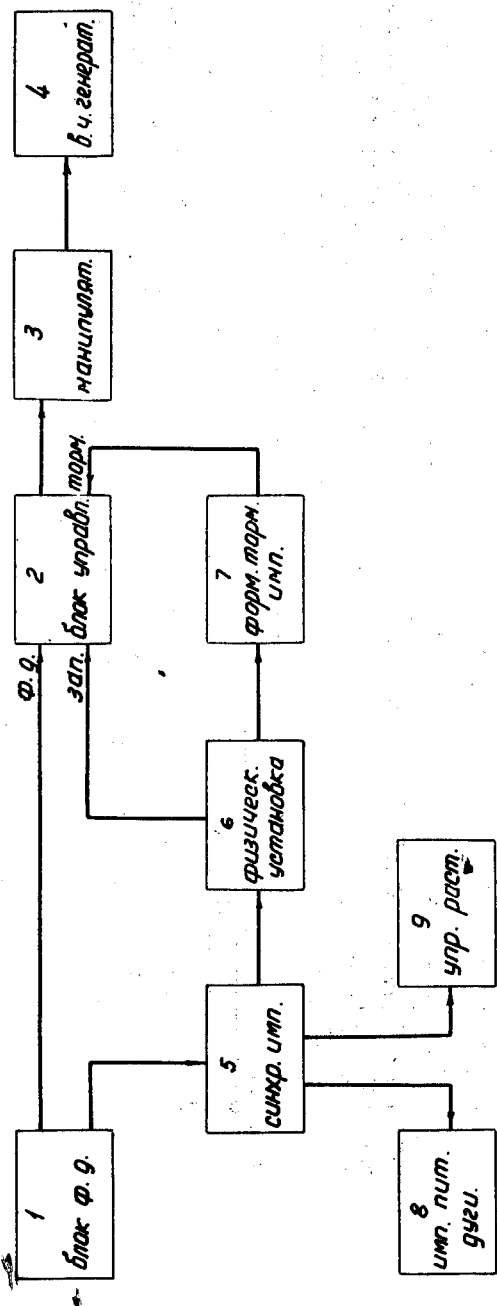 1
блок ф.д.
ф.д.
зап.
2
блок управл.
торм.
3
манипулят.
4
в.ч. генерат.
5
синхр. имп.
6
физическ.
установка
7
форм. торм.
имп.
8
имп. пит.
дуги.
9
упр. раст.